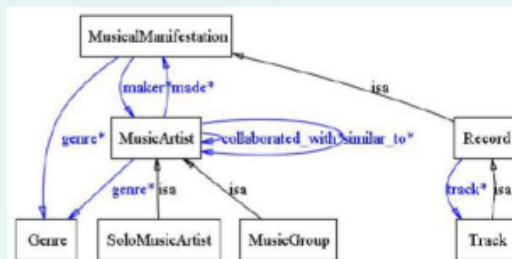 MusicalManifestation
isa
maker* made*
genre*
MusicArtist
collaborated_with* similar_to*
Record
genre*
isa
isa
track*
isa
Genre
SoloMusicArtist
MusicGroup
Track